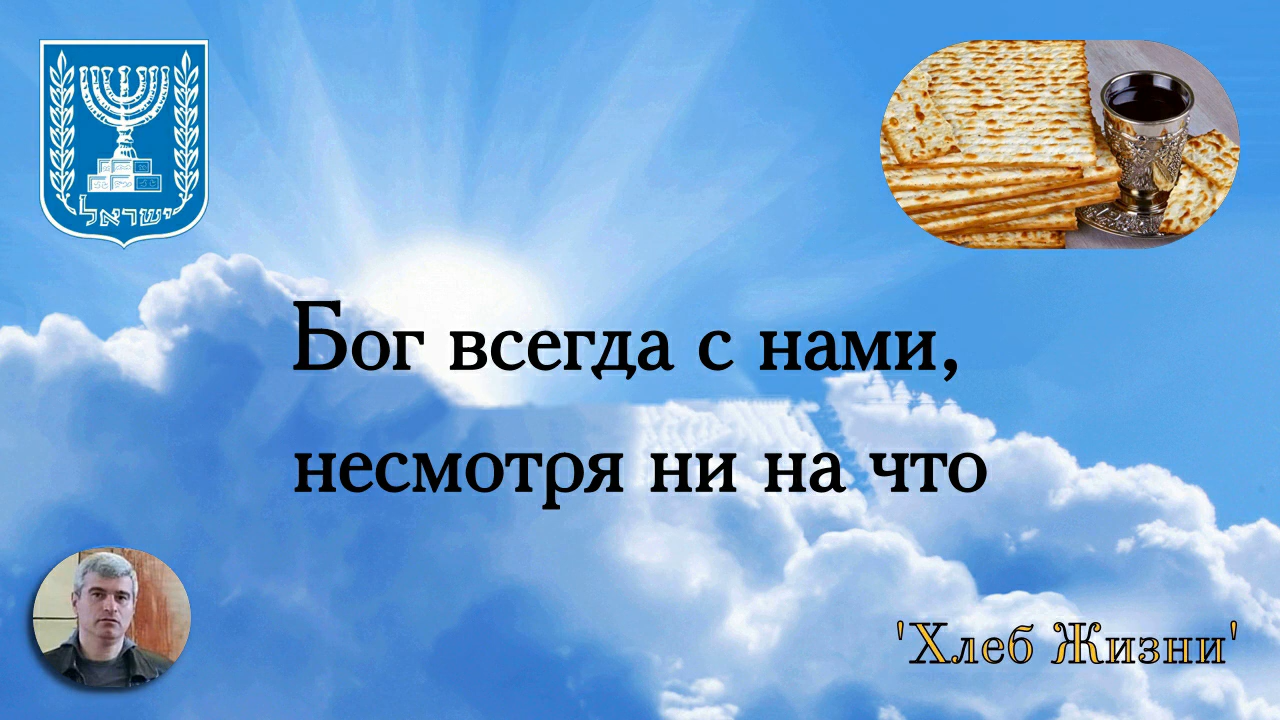 ישראל
Бог всегда с нами,
несмотря ни на что
'Хлеб Жизни'